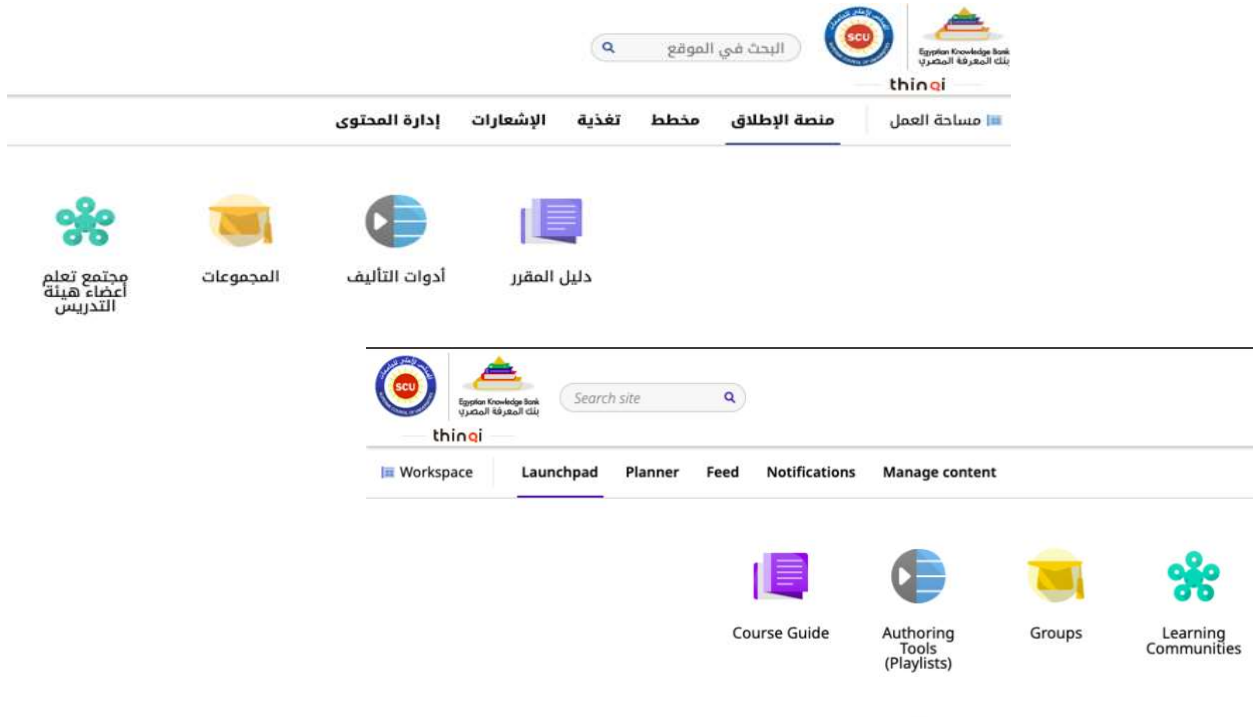 البحث في الموقع
SCU
Egyptian Knowledge Bank
بنك المعرفة المصري
thinqi
مساحة العمل
منصة الإطلاق
مخطط
تغذية
الإشعارات
إدارة المحتوى
دليل المقرر
أدوات التأليف
المجموعات
مجتمع تعلم
أعضاء هيئة
التدريس
SCU
Egyptian Knowledge Bank
بنك المعرفة المصري
thinqi
Search site
Workspace
Launchpad
Planner
Feed
Notifications
Manage content
Course Guide
Authoring
Tools
(Playlists)
Groups
Learning
Communities